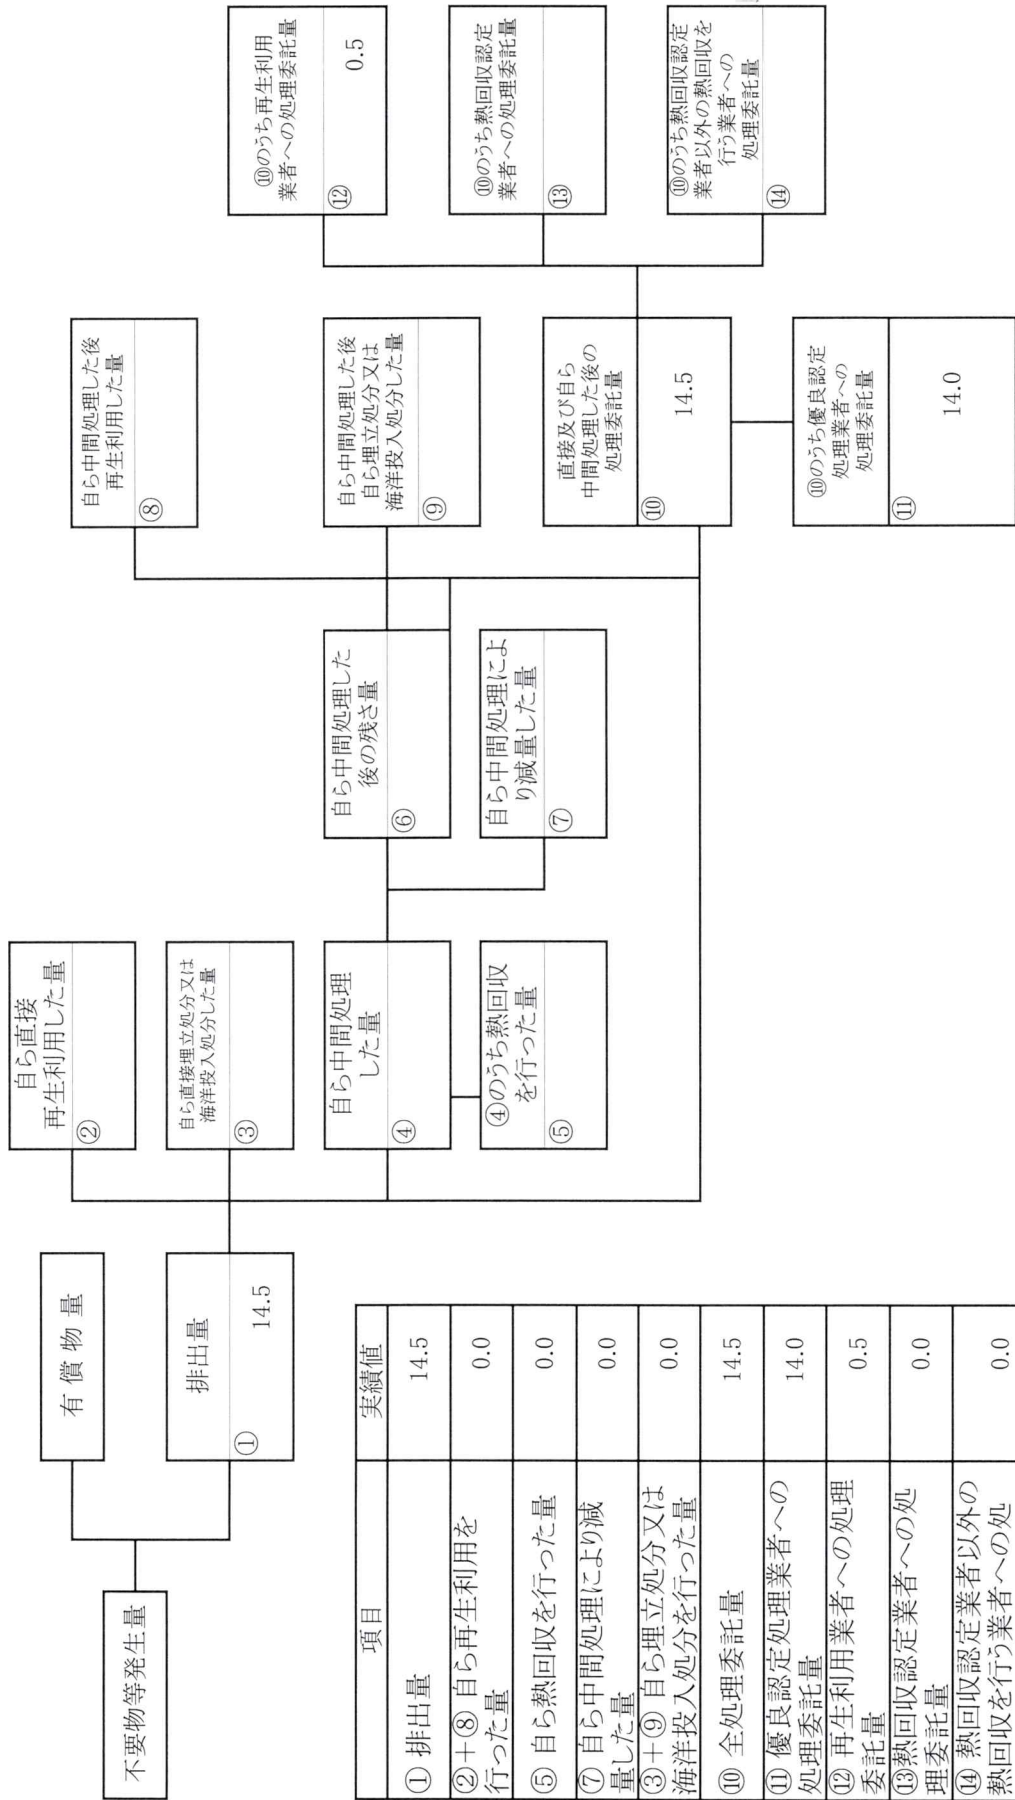 不要物等発生量
有 償 物 量
排出量
①
14.5
自ら直接
再生利用した量
②
自ら直接埋立処分又は
海洋投入処分した量
③
自ら中間処理
した量
④
④のうち熱回収
を行った量
⑤
自ら中間処理した
後の残さ量
⑥
自ら中間処理によ
り減量した量
⑦
自ら中間処理した後
再生利用した量
⑧
自ら中間処理した後
自ら埋立処分又は
海洋投入処分した量
⑨
直接及び自ら
中間処理した後の
処理委託量
⑩
14.5
⑩のうち優良認定
処理業者への
処理委託量
⑪
14.0
⑩のうち再生利用
業者への処理委託量
⑫
0.5
⑩のうち熱回収認定
業者への処理委託量
⑬
⑩のうち熱回収認定
業者以外の熱回収を
行う業者への
処理委託量
⑭
項目 実績値
① 排出量 14.5
②+⑧ 自ら再生利用を
行った量 0.0
⑤ 自ら熱回収を行った量 0.0
⑦ 自ら中間処理により減
量した量 0.0
③+⑨ 自ら埋立処分又は
海洋投入処分を行った量 0.0
⑩ 全処理委託量 14.5
⑪ 優良認定処理業者への
処理委託量 14.0
⑫ 再生利用業者への処理
委託量 0.5
⑬熱回収認定業者への処
理委託量 0.0
⑭ 熱回収認定業者以外の
熱回収を行う業者への処 0.0